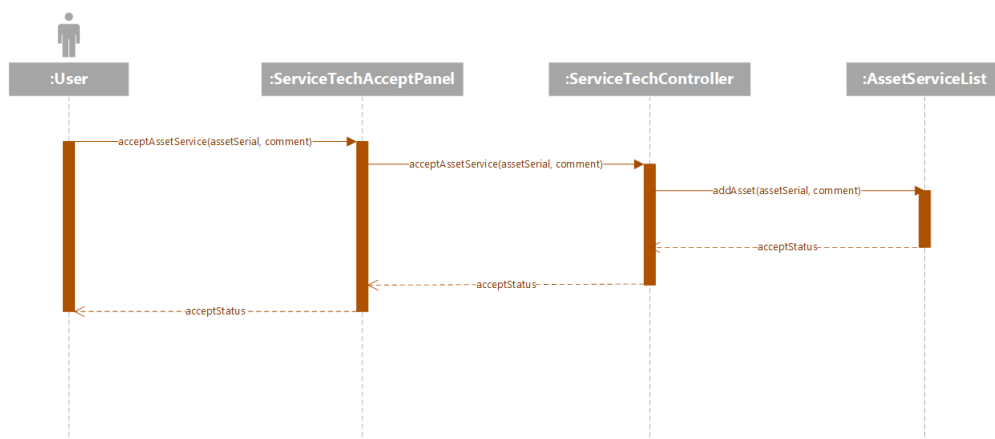 :User
:ServiceTechAcceptPanel
:ServiceTechController
:AssetServiceList
acceptAssetService(assetSerial, comment)
acceptAssetService(assetSerial, comment)
addAsset(assetSerial, comment)
acceptStatus
acceptStatus
acceptStatus